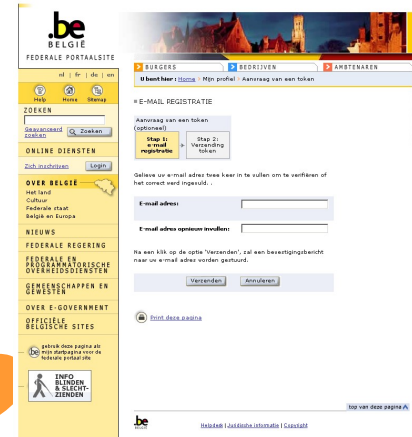 .be
BELGIË
FEDERALE PORTAALSITE
nl | fr | de | en
Help Home Sitemap
ZOEKEN
Geavanceerd
zoeken
Zoeken
ONLINE DIENSTEN
Zich inschrijven
Login
OVER BELGIË
Het land
Cultuur
Federale staat
België en Europa
NIEUWS
FEDERALE REGERING
FEDERALE EN
PROGRAMMATORISCHE
OVERHEIDSDIENSTEN
GEMEENSCHAPPEN EN
GEWESTEN
OVER E-GOVERNMENT
OFFICIËLE
BELGISCHE SITES
be
gebruik deze pagina als
mijn startpagina voor de
federale portaal site
INFO
BLINDEN
& SLECHT-
ZIENDEN
BURGERS
BEDRIJVEN
AMBTENAREN
U bent hier : Home > Mijn profiel > Aanvraag van een token
E-MAIL REGISTRATIE
Aanvraag van een token
(optioneel)
Stap 1:
e-mail
registratie
Stap 2:
Verzending
token
Gelieve uw e-mail adres twee keer in te vullen om te verifiëren of
het correct werd ingevuld. .
E-mail adres:
E-mail adres opnieuw invullen:
Na een klik op de optie 'Verzenden', zal een bevestigingsbericht
naar uw e-mail adres worden gestuurd.
Verzenden
Annuleren
Print deze pagina
top van deze pagina
.be
Helpdesk | Juridische informatie | Copyright